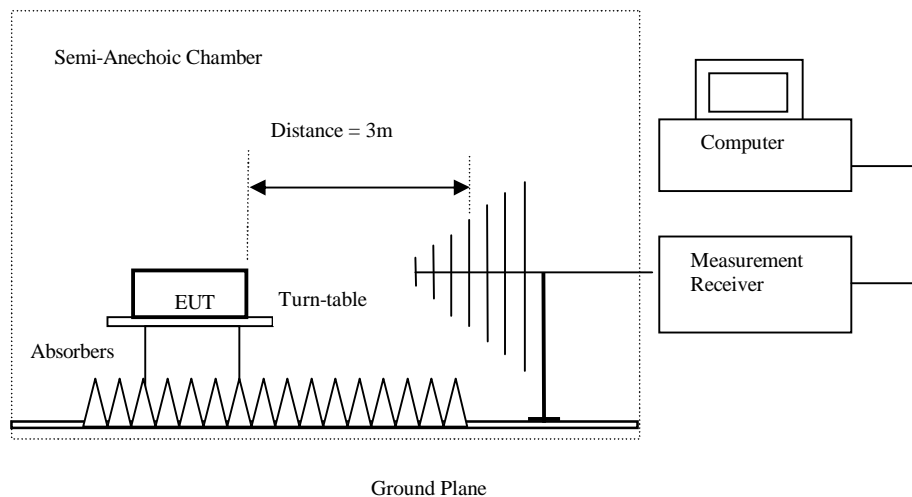 Semi-Anechoic Chamber
Distance = 3m
Computer
Measurement
Receiver
EUT
Turn-table
Absorbers
Ground Plane